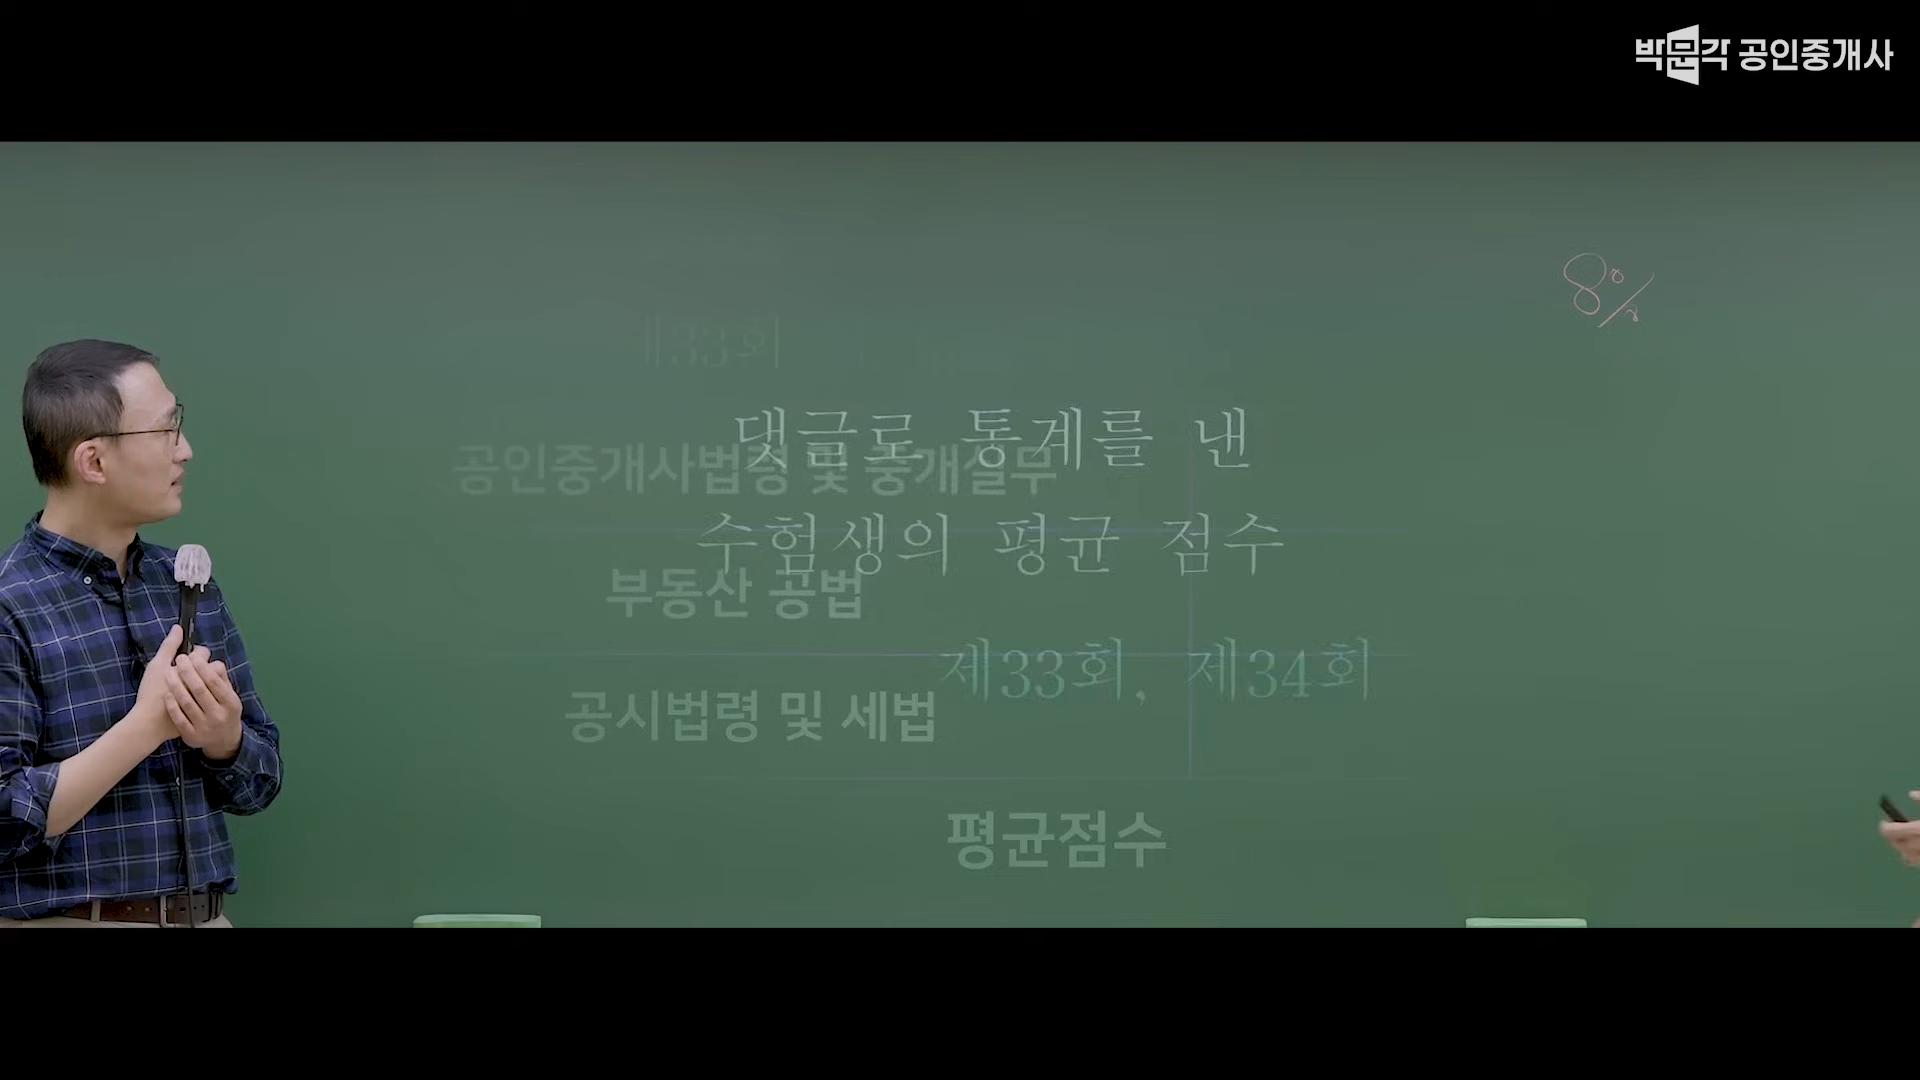 박문각 공인중개사
8%
제33회
댓글로 통계를 낸
공인중개사법령 및 중개실무
수험생의 평균 점수
부동산 공법
제33회, 제34회
공시법령 및 세법
평균점수